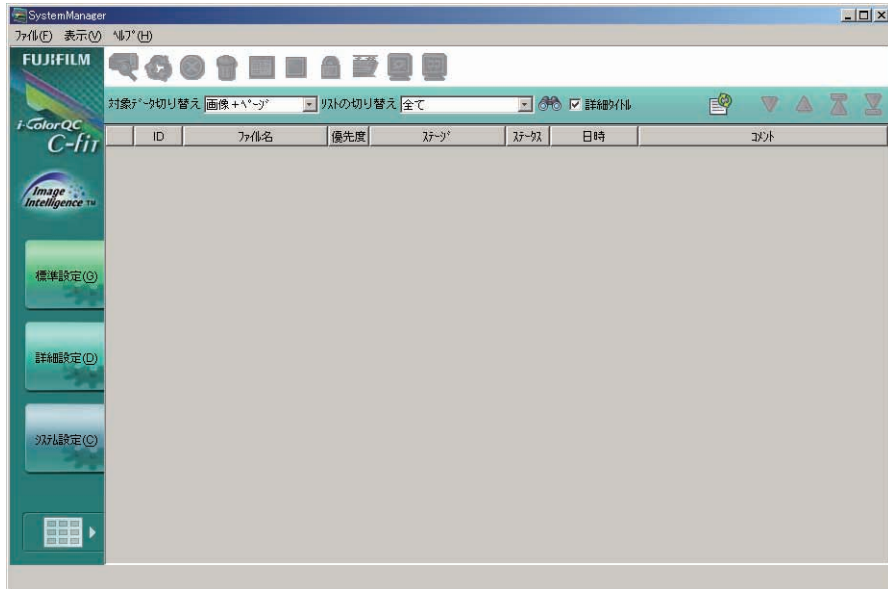 SystemManager
ﾌｧｲﾙ(F) 表示(V) ﾍﾙﾌﾟ(H)
FUJIFILM
対象ﾃﾞｰﾀ切り替え 画像+ﾍﾟｰｼﾞ ﾘｽﾄの切り替え 全て 詳細ﾀｲﾄﾙ
i-ColorQC
C-fit
ID ﾌｧｲﾙ名 優先度 ｽﾃｰｼﾞ ｽﾃｰﾀｽ 日時 ｺﾒﾝﾄ
Image
Intelligence TM
標準設定(G)
詳細設定(D)
ｼｽﾃﾑ設定(C)